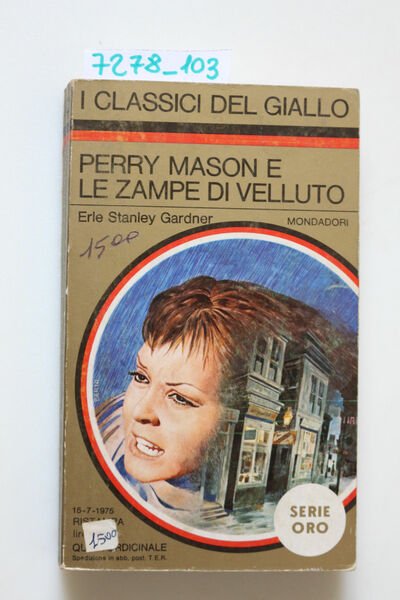 7278_103
I CLASSICI DEL GIALLO
PERRY MASON E
LE ZAMPE DI VELLUTO
Erle Stanley Gardner
MONDADORI
1500
SERIE
ORO
15-7-1975
1500
Spedizione in abb. post. T.E.R.